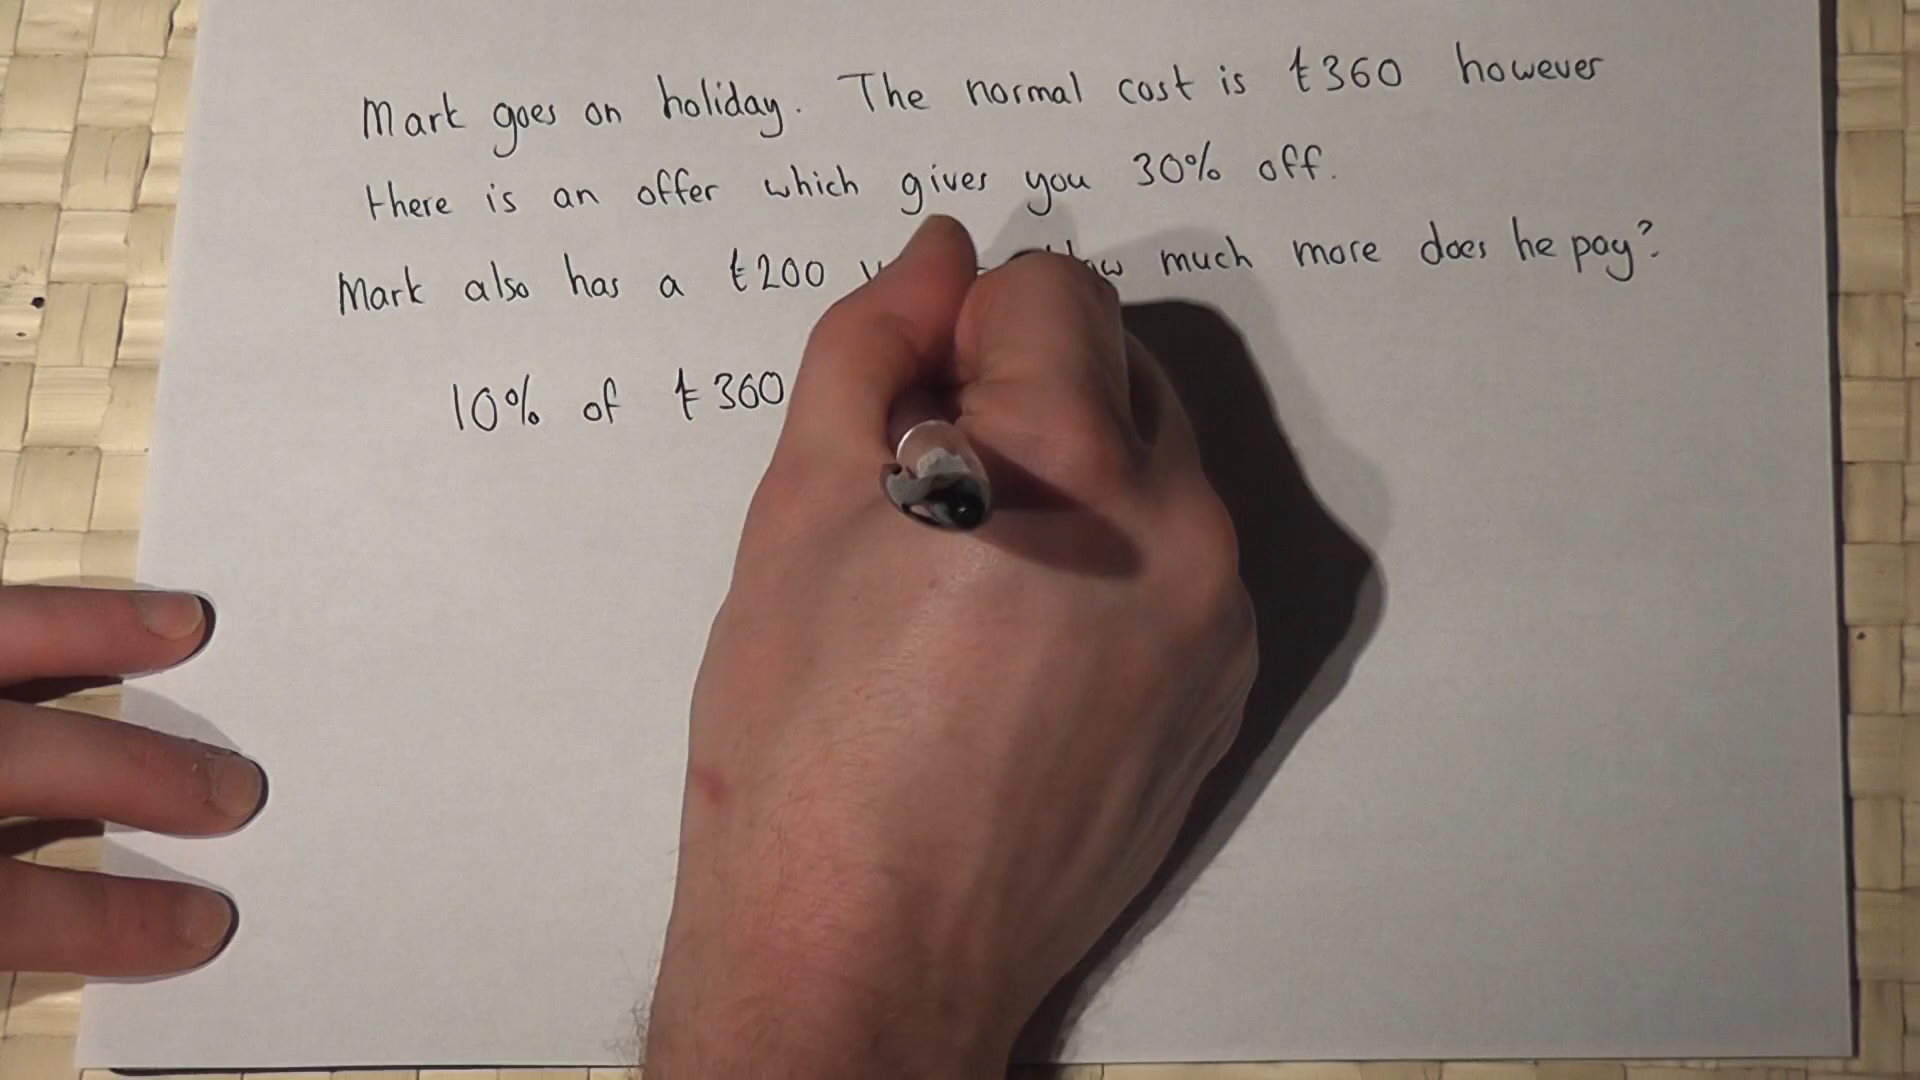 Mark goes on holiday. The normal cost is £360 however
there is an offer which gives you 30% off.
Mark also has a £200 much more does he pay?
10% of £360